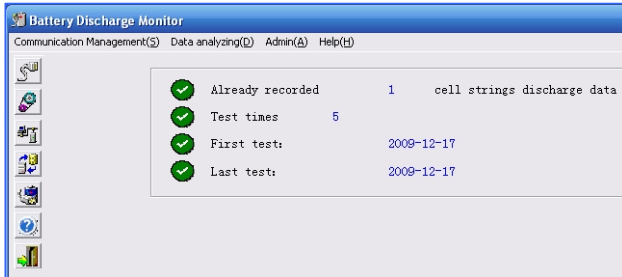 Battery Discharge Monitor
Communication Management(S) Data analyzing(D) Admin(A) Help(H)
Already recorded 1 cell strings discharge data
Test times 5
First test: 2009-12-17
Last test: 2009-12-17